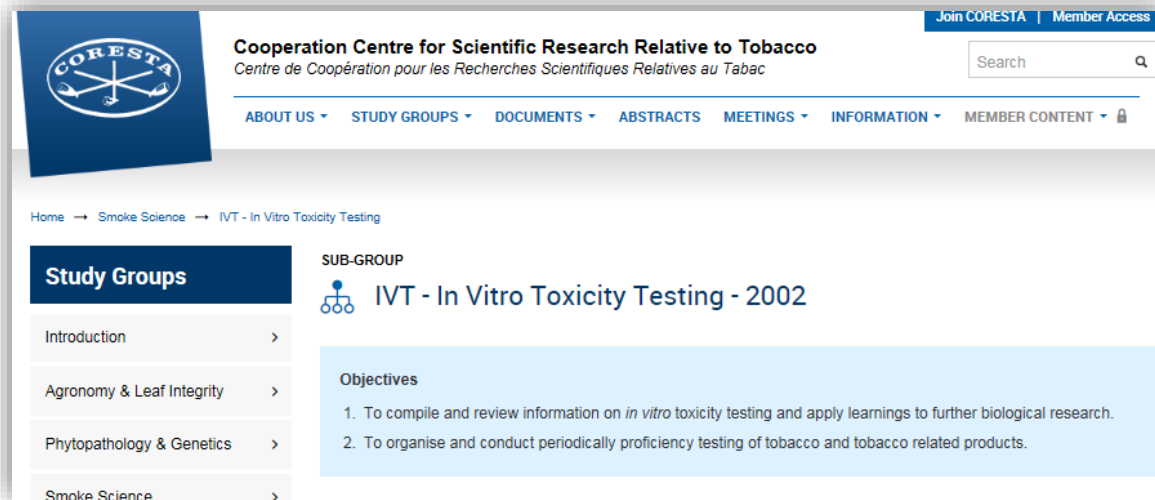 Join CORESTA | Member Access
CORESTA
Cooperation Centre for Scientific Research Relative to Tobacco
Centre de Coopération pour les Recherches Scientifiques Relatives au Tabac
Search
ABOUT US STUDY GROUPS DOCUMENTS ABSTRACTS MEETINGS INFORMATION MEMBER CONTENT
Home → Smoke Science → IVT - In Vitro Toxicity Testing
Study Groups
Introduction
Agronomy & Leaf Integrity
Phytopathology & Genetics
Smoke Science
SUB-GROUP
IVT - In Vitro Toxicity Testing - 2002
Objectives
1. To compile and review information on in vitro toxicity testing and apply learnings to further biological research.
2. To organise and conduct periodically proficiency testing of tobacco and tobacco related products.